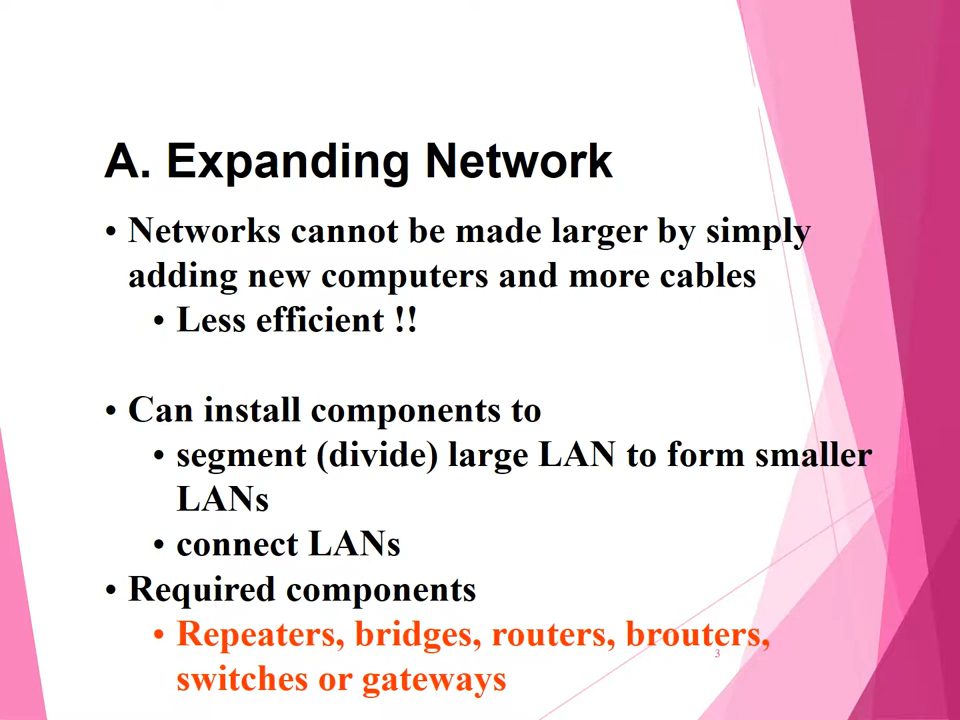 A. Expanding Network
• Networks cannot be made larger by simply
adding new computers and more cables
• Less efficient !!
• Can install components to
• segment (divide) large LAN to form smaller
LANs
• connect LANs
• Required components
• Repeaters, bridges, routers, brouters,
switches or gateways
3